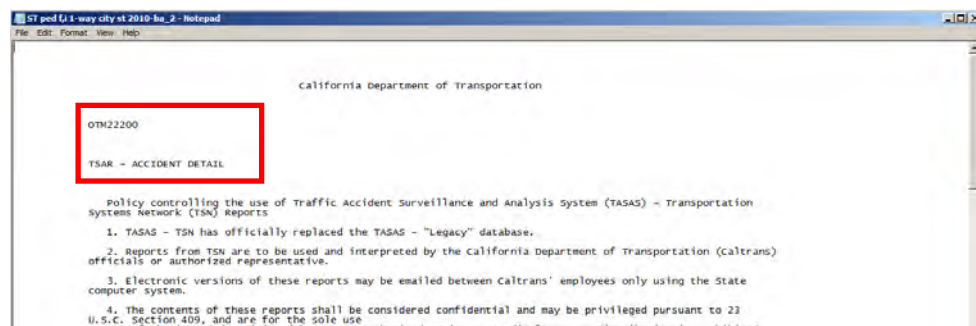 ST ped f,i 1-way city st 2010-ba_2 - Notepad
File Edit Format View Help
California Department of Transportation
OTM22200
TSAR - ACCIDENT DETAIL
Policy controlling the use of Traffic Accident Surveillance and Analysis System (TASAS) - Transportation
Systems Network (TSN) Reports
1. TASAS - TSN has officially replaced the TASAS - "Legacy" database.
2. Reports from TSN are to be used and interpreted by the California Department of Transportation (Caltrans)
officials or authorized representative.
3. Electronic versions of these reports may be emailed between Caltrans' employees only using the State
computer system.
4. The contents of these reports shall be considered confidential and may be privileged pursuant to 23
U.S.C. Section 409, and are for the sole use